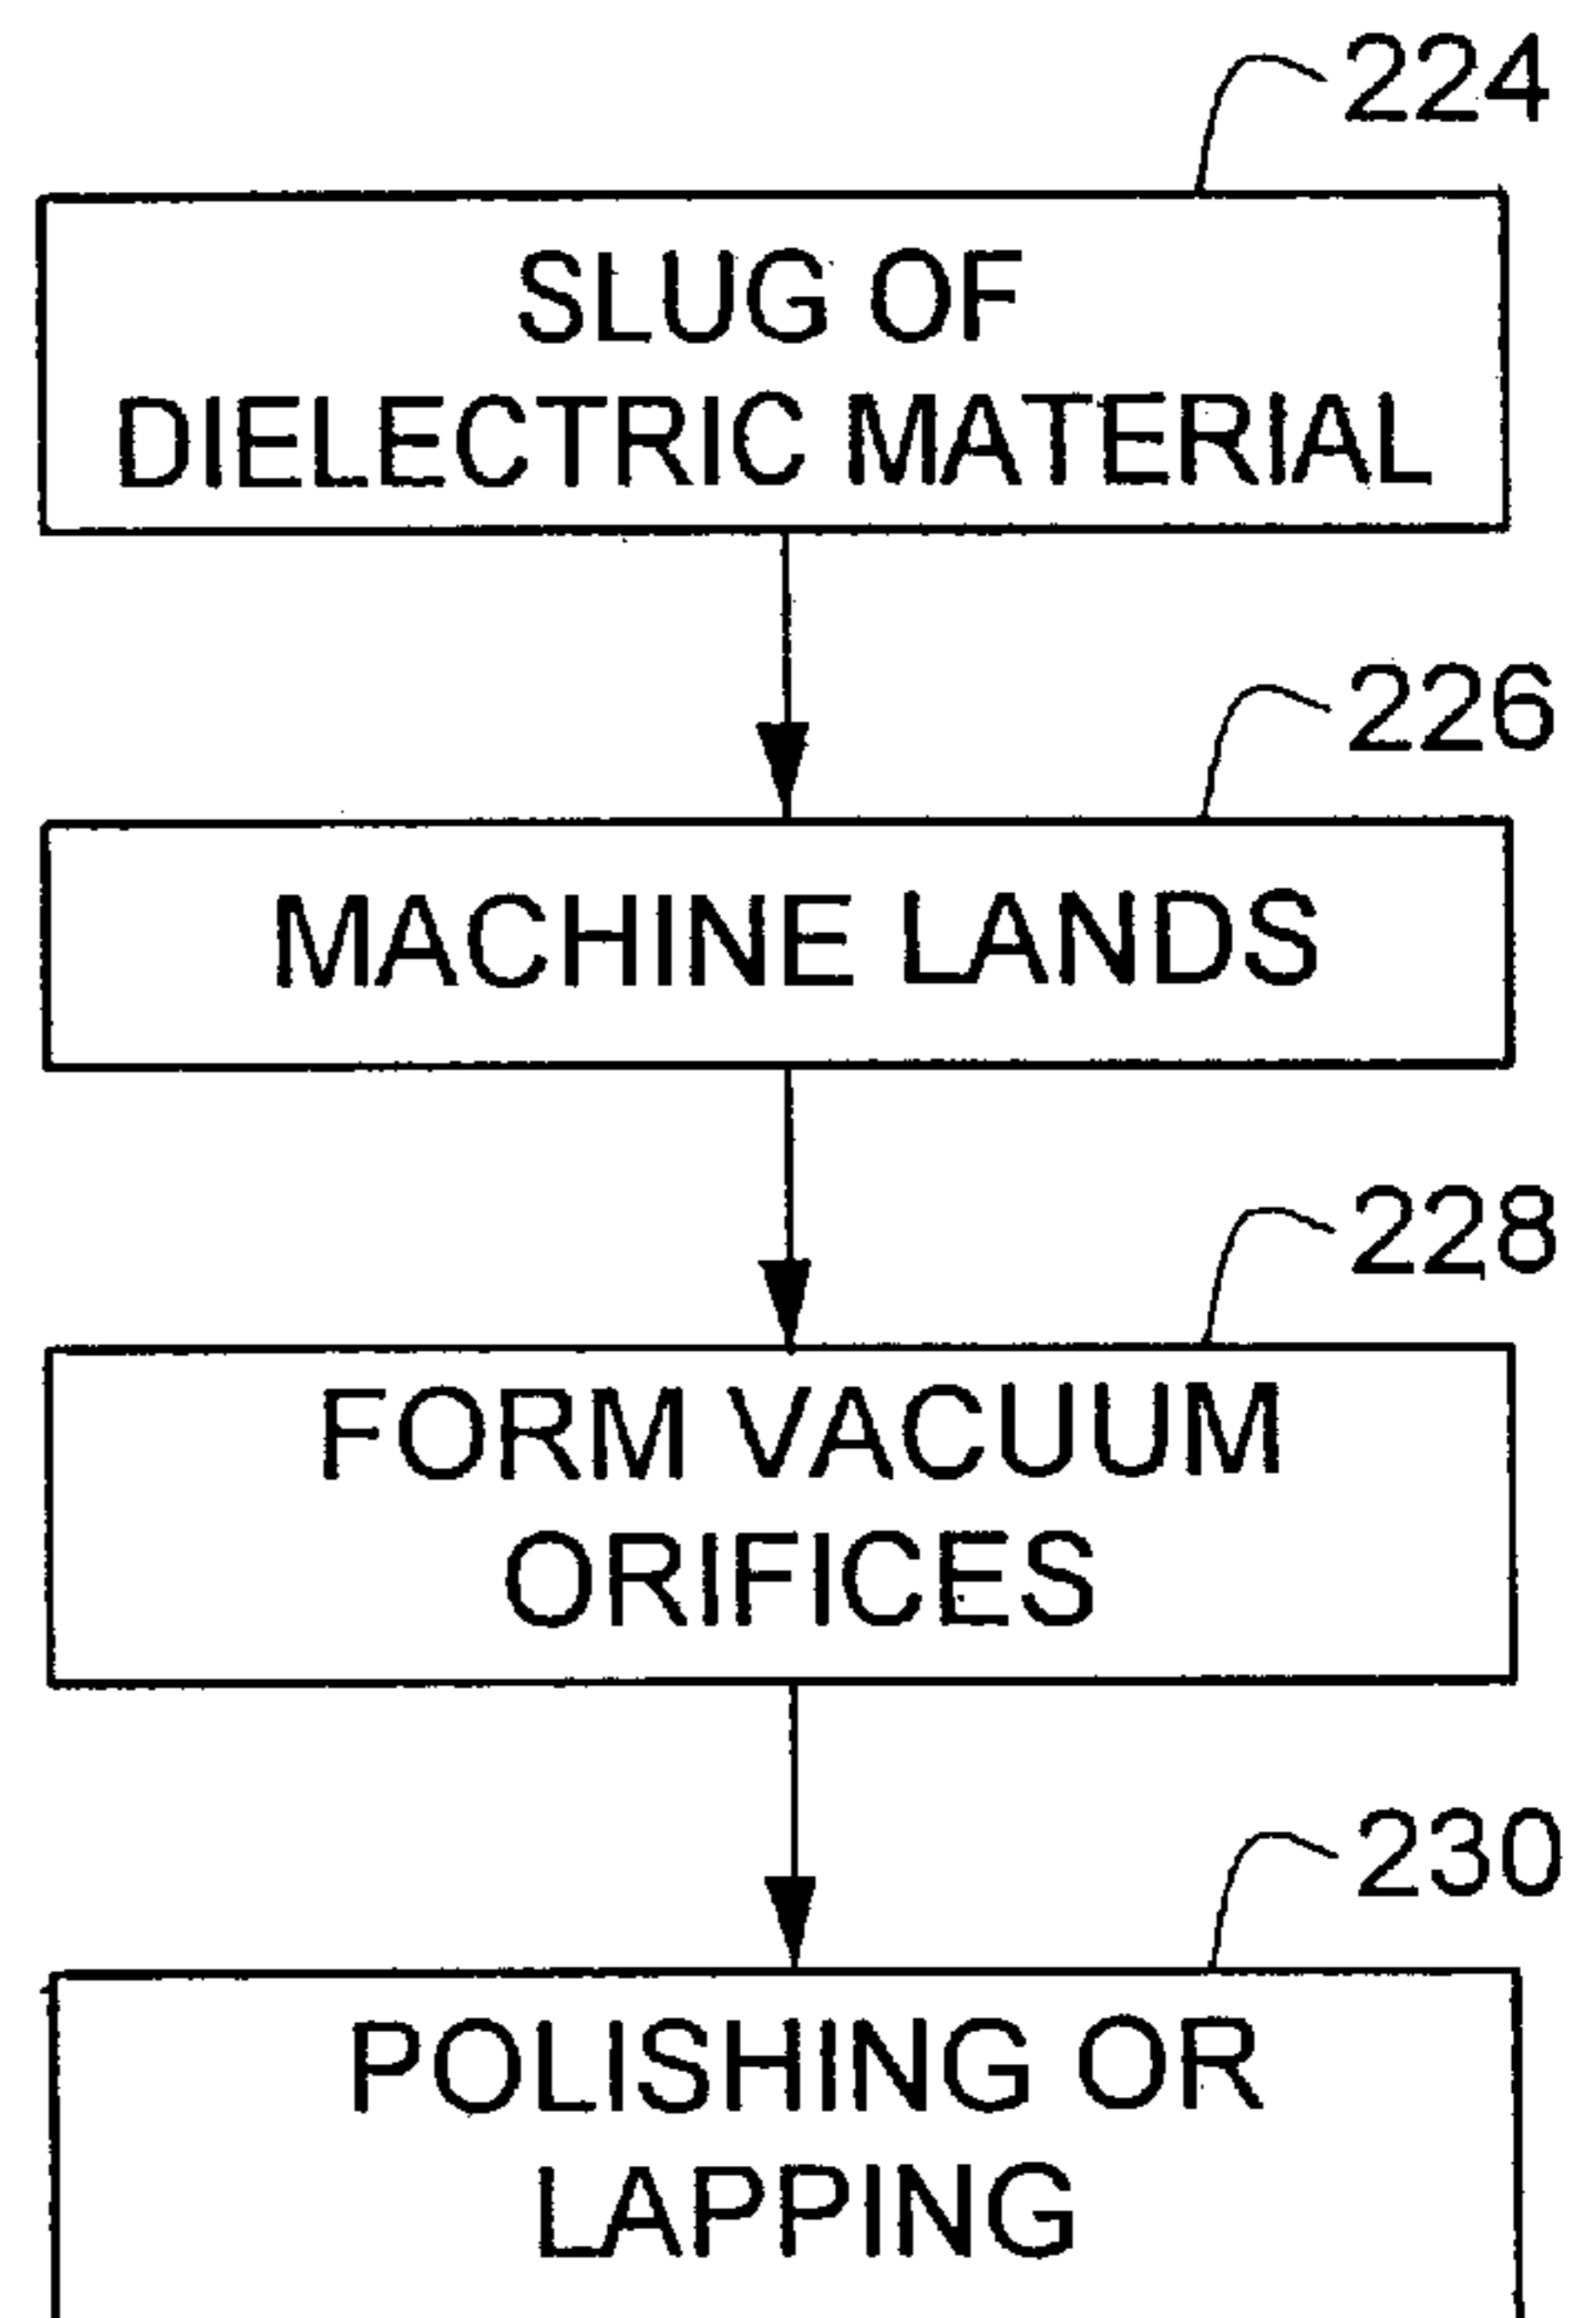 224
SLUG OF
DIELECTRIC MATERIAL
226
MACHINE LANDS
228
FORM VACUUM
ORIFICES
230
POLISHING OR
LAPPING